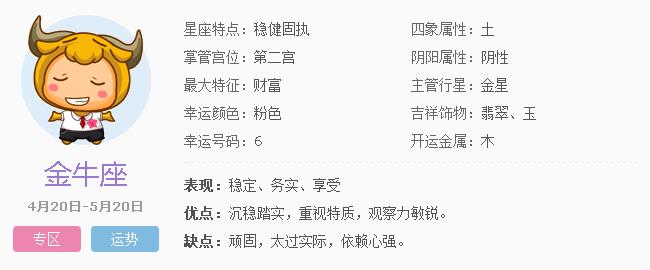 星座特点：稳健固执 四象属性：土
掌管宫位：第二宫 阴阳属性：阴性
最大特征：财富 主管行星：金星
幸运颜色：粉色 吉祥饰物：翡翠、玉
幸运号码：6 开运金属：木
金牛座
4月20日-5月20日
专区 运势
表现：稳定、务实、享受
优点：沉稳踏实，重视特质，观察力敏锐。
缺点：顽固，太过实际，依赖心强。